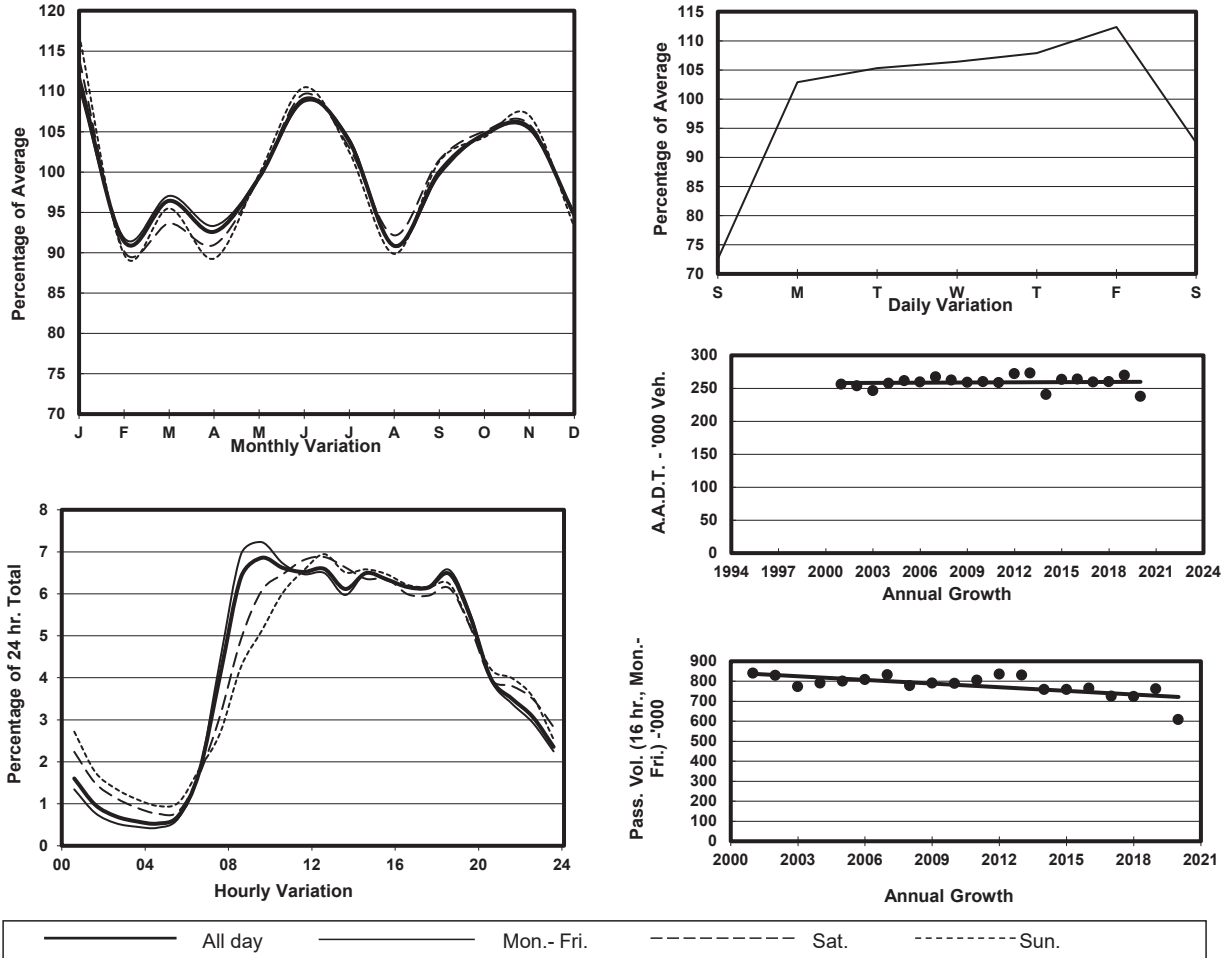 120
115
110
105
100
95
90
85
80
75
70
Percentage of Average
J F M A M J J A S O N D
Monthly Variation
115
110
105
100
95
90
85
80
75
70
Percentage of Average
S M T W T F S
Daily Variation
300
250
200
150
100
50
0
A.A.D.T. - '000 Veh.
1994 1997 2000 2003 2006 2009 2012 2015 2018 2021 2024
Annual Growth
8
7
6
5
4
3
2
1
0
Percentage of 24 hr. Total
00 04 08 12 16 20 24
Hourly Variation
900
800
700
600
500
400
300
200
100
0
Pass. Vol. (16 hr., Mon.-
Fri.) -'000
2000 2003 2006 2009 2012 2015 2018 2021
Annual Growth
All day Mon.- Fri. Sat. Sun.